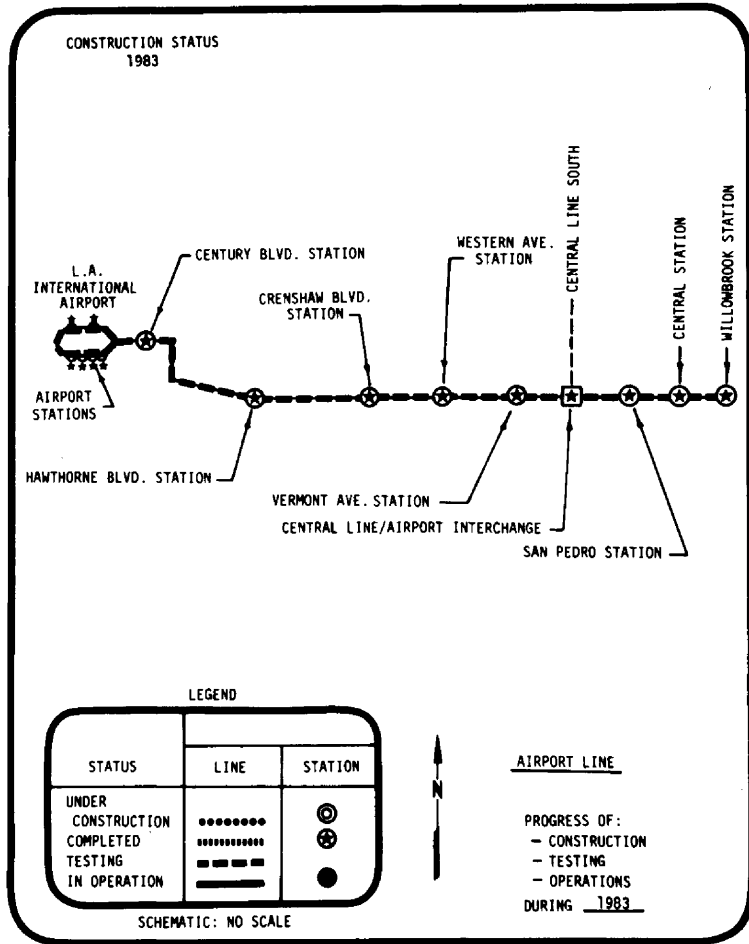 CONSTRUCTION STATUS
1983
CENTRAL LINE SOUTH
CENTRAL STATION
WILLOWBROOK STATION
WESTERN AVE.
STATION
CENTURY BLVD. STATION
L.A.
INTERNATIONAL
AIRPORT
CRENSHAW BLVD.
STATION
AIRPORT
STATIONS
HAWTHORNE BLVD. STATION
VERMONT AVE. STATION
CENTRAL LINE/AIRPORT INTERCHANGE
SAN PEDRO STATION
LEGEND
STATUS LINE STATION
UNDER
CONSTRUCTION
COMPLETED
TESTING
IN OPERATION
SCHEMATIC: NO SCALE
N
AIRPORT LINE
PROGRESS OF:
- CONSTRUCTION
- TESTING
- OPERATIONS
DURING 1983